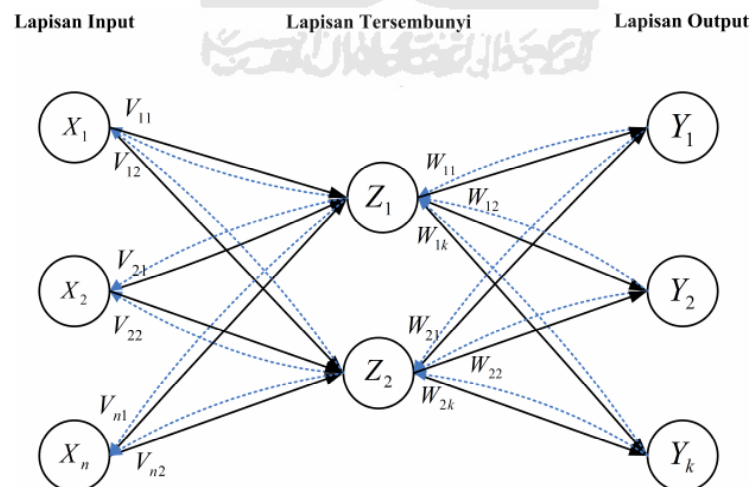 Lapisan Input Lapisan Tersembunyi Lapisan Output
X₁ V₁₁ Y₁
V₁₂ W₁₁
Z₁ W₁₂
W₁ₖ
V₂₁
X₂ Y₂
V₂₂ W₂₁
Z₂ W₂₂
W₂ₖ
Vₙ₁
Xₙ Vₙ₂ Yₖ